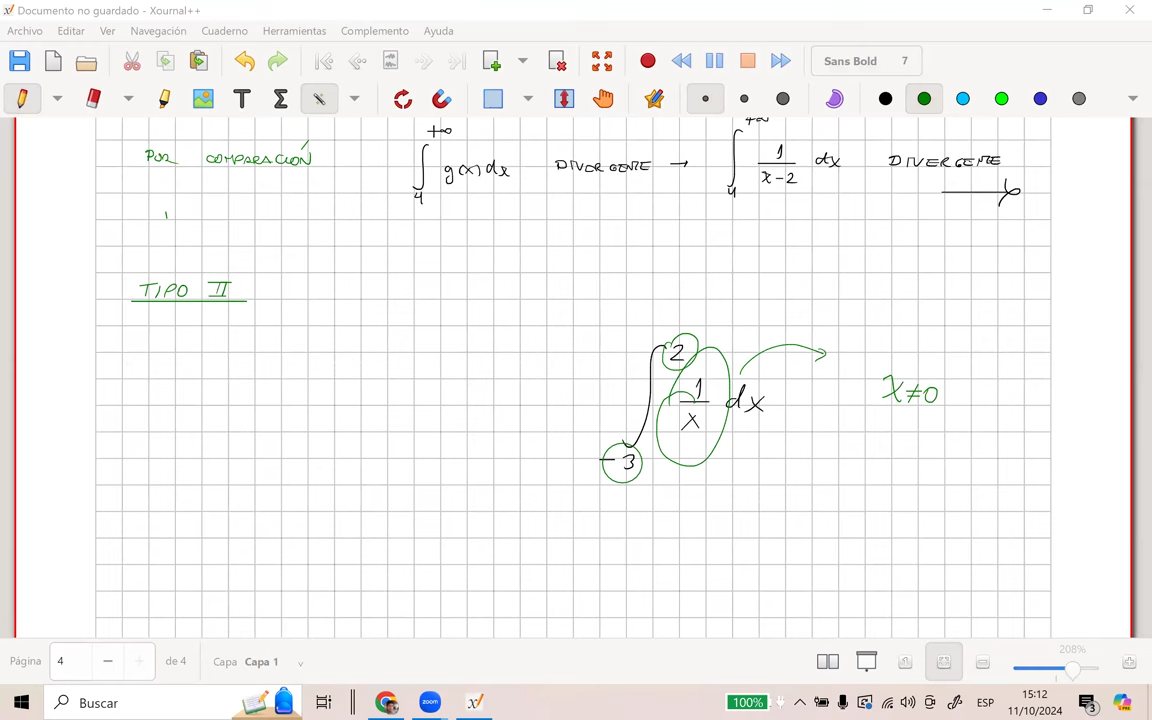 Documento no guardado - Xournal++
Archivo Editar Ver Navegación Cuaderno Herramientas Complemento Ayuda
Sans Bold 7
POR COMPARACIÓN ∫₄^{+∞} g(x)dx DIVERGENTE → ∫₄^{+∞} 1/(x-2) dx DIVERGENTE
TIPO II
∫₋₃^{2} 1/x dx x≠0
Página 4 de 4 Capa Capa 1 208%
Buscar
zoom
100%
ESP
15:12
11/10/2024
3